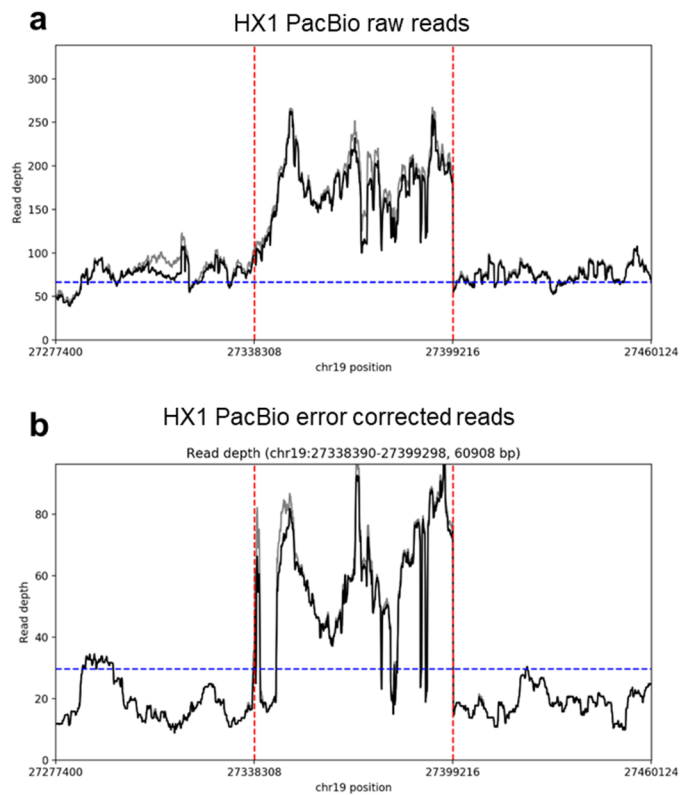 a
HX1 PacBio raw reads
300
250
200
150
100
50
0
Read depth
27277400 27338308 27399216 27460124
chr19 position
b
HX1 PacBio error corrected reads
Read depth (chr19:27338390-27399298, 60908 bp)
80
60
40
20
0
Read depth
27277400 27338308 27399216 27460124
chr19 position